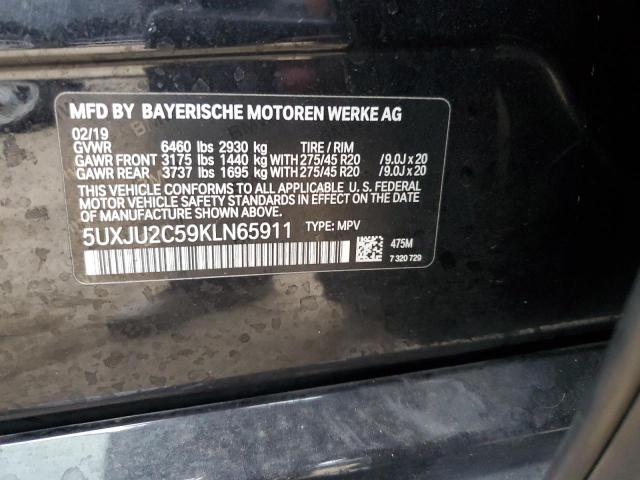 MFD BY BAYERISCHE MOTOREN WERKE AG
02/19
GVWR 6460 lbs 2930 kg TIRE / RIM
GAWR FRONT 3175 lbs 1440 kg WITH 275/45 R20 /9.0J x 20
GAWR REAR 3737 lbs 1695 kg WITH 275/45 R20 /9.0J x 20
THIS VEHICLE CONFORMS TO ALL APPLICABLE U. S. FEDERAL
MOTOR VEHICLE SAFETY STANDARDS IN EFFECT ON THE DATE
OF MANUFACTURE SHOWN ABOVE.
5UXJU2C59KLN65911 TYPE: MPV
475M
7 320 729